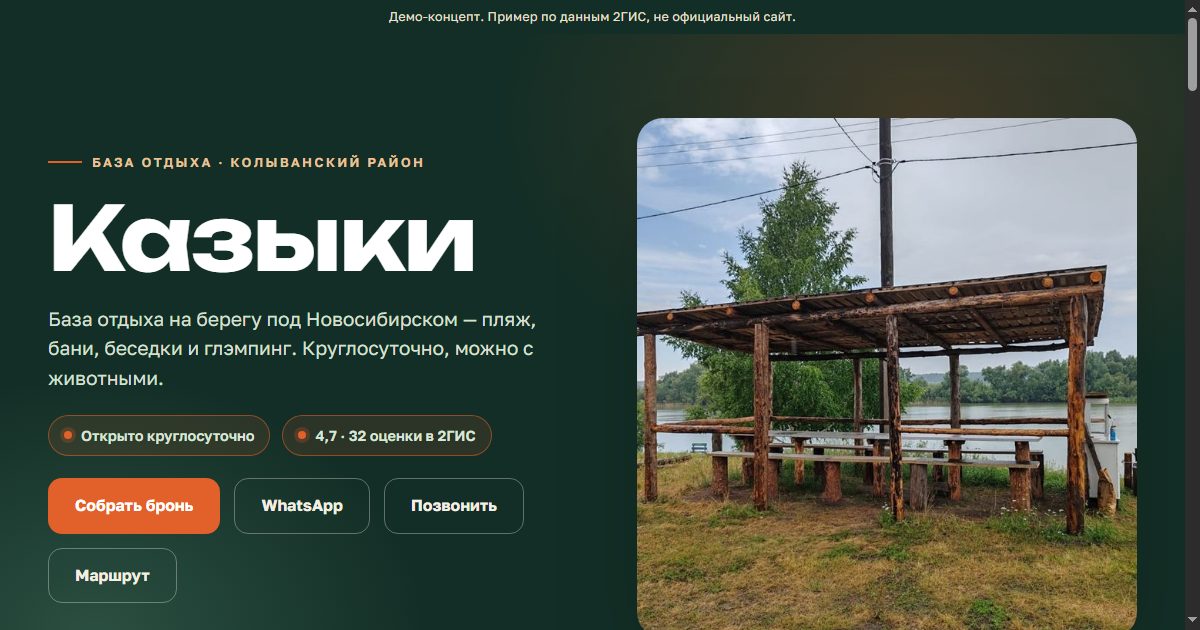 Демо-концепт. Пример по данным 2ГИС, не официальный сайт.
БАЗА ОТДЫХА · КОЛЫВАНСКИЙ РАЙОН
Казыки
База отдыха на берегу под Новосибирском — пляж,
бани, беседки и глэмпинг. Круглосуточно, можно с
животными.
Открыто круглосуточно
4,7 · 32 оценки в 2ГИС
Собрать бронь
WhatsApp
Позвонить
Маршрут